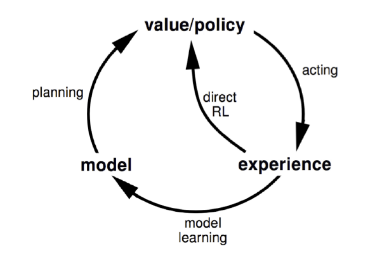 value/policy
acting
planning
direct
RL
model
experience
model
learning